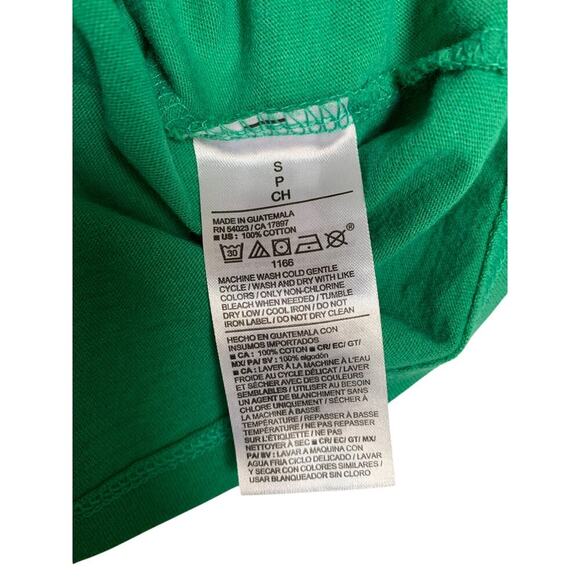 S
P
CH
MADE IN GUATEMALA
RN 54023 / CA 17897
■ US : 100% COTTON
30 ®
1166
MACHINE WASH COLD GENTLE
CYCLE / WASH AND DRY WITH LIKE
COLORS / ONLY NON-CHLORINE
BLEACH WHEN NEEDED / TUMBLE
DRY LOW / COOL IRON / DO NOT
IRON LABEL / DO NOT DRY CLEAN
HECHO EN GUATEMALA CON
INSUMOS IMPORTADOS
■ CA : 100% COTON ■ CR/ EC/ GT/
MX/ PA/ SV : 100% algodón
■ CA : LAVER À LA MACHINE À L'EAU
FROIDE AU CYCLE DÉLICAT / LAVER
ET SÉCHER AVEC DES COULEURS
SEMBLABLES / UTILISER AU BESOIN
UN AGENT DE BLANCHIMENT SANS
CHLORE UNIQUEMENT / SÉCHER À
LA MACHINE À BASSE
TEMPÉRATURE / REPASSER À BASSE
TEMPÉRATURE / NE PAS REPASSER
SUR L'ÉTIQUETTE / NE PAS
NETTOYER À SEC ■ CR/ EC/ GT/ MX/
PA/ SV : LAVAR A MAQUINA EN
AGUA FRIA CICLO DELICADO / LAVAR
Y SECAR CON COLORES SIMILARES /
USAR BLANQUEADOR SIN CLORO